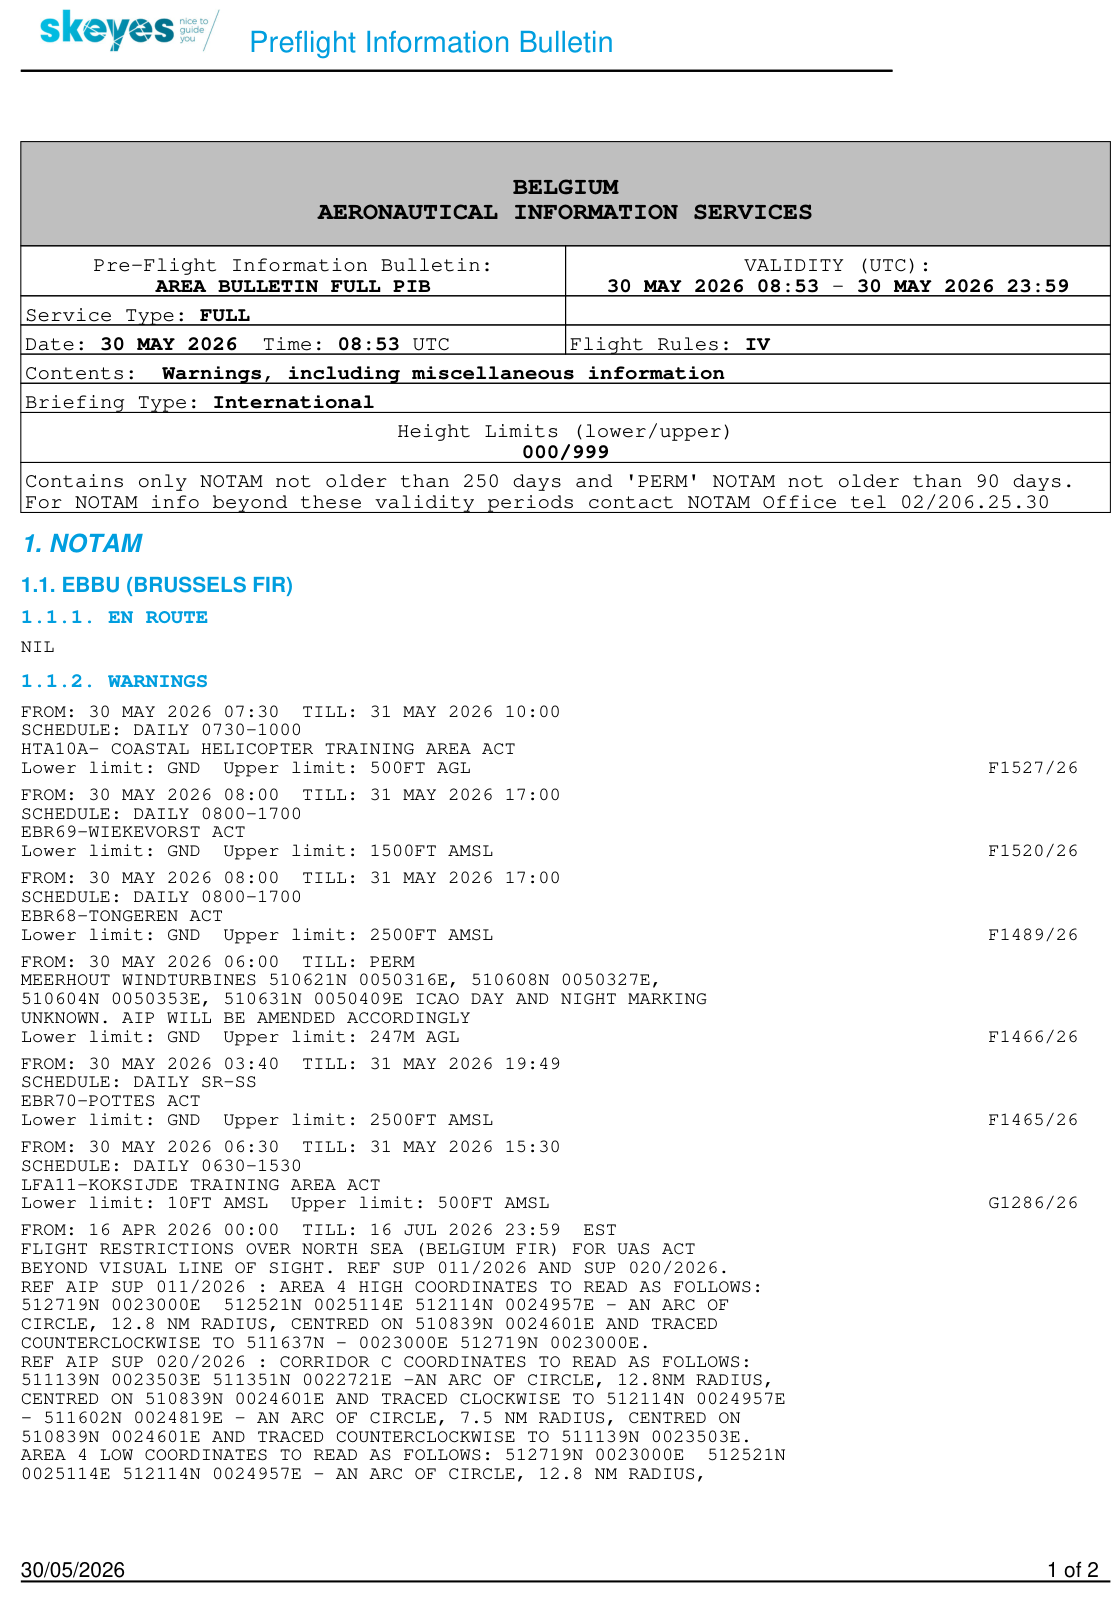 skeyes nice to guide you
Preflight Information Bulletin
BELGIUM
AERONAUTICAL INFORMATION SERVICES
Pre-Flight Information Bulletin:
AREA BULLETIN FULL PIB
VALIDITY (UTC):
30 MAY 2026 08:53 - 30 MAY 2026 23:59
Service Type: FULL
Date: 30 MAY 2026  Time: 08:53 UTC
Flight Rules: IV
Contents:  Warnings, including miscellaneous information
Briefing Type: International
Height Limits (lower/upper)
000/999
Contains only NOTAM not older than 250 days and 'PERM' NOTAM not older than 90 days.
For NOTAM info beyond these validity periods contact NOTAM Office tel 02/206.25.30
1. NOTAM
1.1. EBBU (BRUSSELS FIR)
1.1.1. EN ROUTE
NIL
1.1.2. WARNINGS
FROM: 30 MAY 2026 07:30  TILL: 31 MAY 2026 10:00
SCHEDULE: DAILY 0730-1000
HTA10A- COASTAL HELICOPTER TRAINING AREA ACT
Lower limit: GND  Upper limit: 500FT AGL F1527/26
FROM: 30 MAY 2026 08:00  TILL: 31 MAY 2026 17:00
SCHEDULE: DAILY 0800-1700
EBR69-WIEKEVORST ACT
Lower limit: GND  Upper limit: 1500FT AMSL F1520/26
FROM: 30 MAY 2026 08:00  TILL: 31 MAY 2026 17:00
SCHEDULE: DAILY 0800-1700
EBR68-TONGEREN ACT
Lower limit: GND  Upper limit: 2500FT AMSL F1489/26
FROM: 30 MAY 2026 06:00  TILL: PERM
MEERHOUT WINDTURBINES 510621N 0050316E, 510608N 0050327E,
510604N 0050353E, 510631N 0050409E ICAO DAY AND NIGHT MARKING
UNKNOWN. AIP WILL BE AMENDED ACCORDINGLY
Lower limit: GND  Upper limit: 247M AGL F1466/26
FROM: 30 MAY 2026 03:40  TILL: 31 MAY 2026 19:49
SCHEDULE: DAILY SR-SS
EBR70-POTTES ACT
Lower limit: GND  Upper limit: 2500FT AMSL F1465/26
FROM: 30 MAY 2026 06:30  TILL: 31 MAY 2026 15:30
SCHEDULE: DAILY 0630-1530
LFA11-KOKSIJDE TRAINING AREA ACT
Lower limit: 10FT AMSL  Upper limit: 500FT AMSL G1286/26
FROM: 16 APR 2026 00:00  TILL: 16 JUL 2026 23:59  EST
FLIGHT RESTRICTIONS OVER NORTH SEA (BELGIUM FIR) FOR UAS ACT
BEYOND VISUAL LINE OF SIGHT. REF SUP 011/2026 AND SUP 020/2026.
REF AIP SUP 011/2026 : AREA 4 HIGH COORDINATES TO READ AS FOLLOWS:
512719N 0023000E  512521N 0025114E 512114N 0024957E - AN ARC OF
CIRCLE, 12.8 NM RADIUS, CENTRED ON 510839N 0024601E AND TRACED
COUNTERCLOCKWISE TO 511637N - 0023000E 512719N 0023000E.
REF AIP SUP 020/2026 : CORRIDOR C COORDINATES TO READ AS FOLLOWS:
511139N 0023503E 511351N 0022721E -AN ARC OF CIRCLE, 12.8NM RADIUS,
CENTRED ON 510839N 0024601E AND TRACED CLOCKWISE TO 512114N 0024957E
- 511602N 0024819E - AN ARC OF CIRCLE, 7.5 NM RADIUS, CENTRED ON
510839N 0024601E AND TRACED COUNTERCLOCKWISE TO 511139N 0023503E.
AREA 4 LOW COORDINATES TO READ AS FOLLOWS: 512719N 0023000E  512521N
0025114E 512114N 0024957E - AN ARC OF CIRCLE, 12.8 NM RADIUS,
30/05/2026
1 of 2